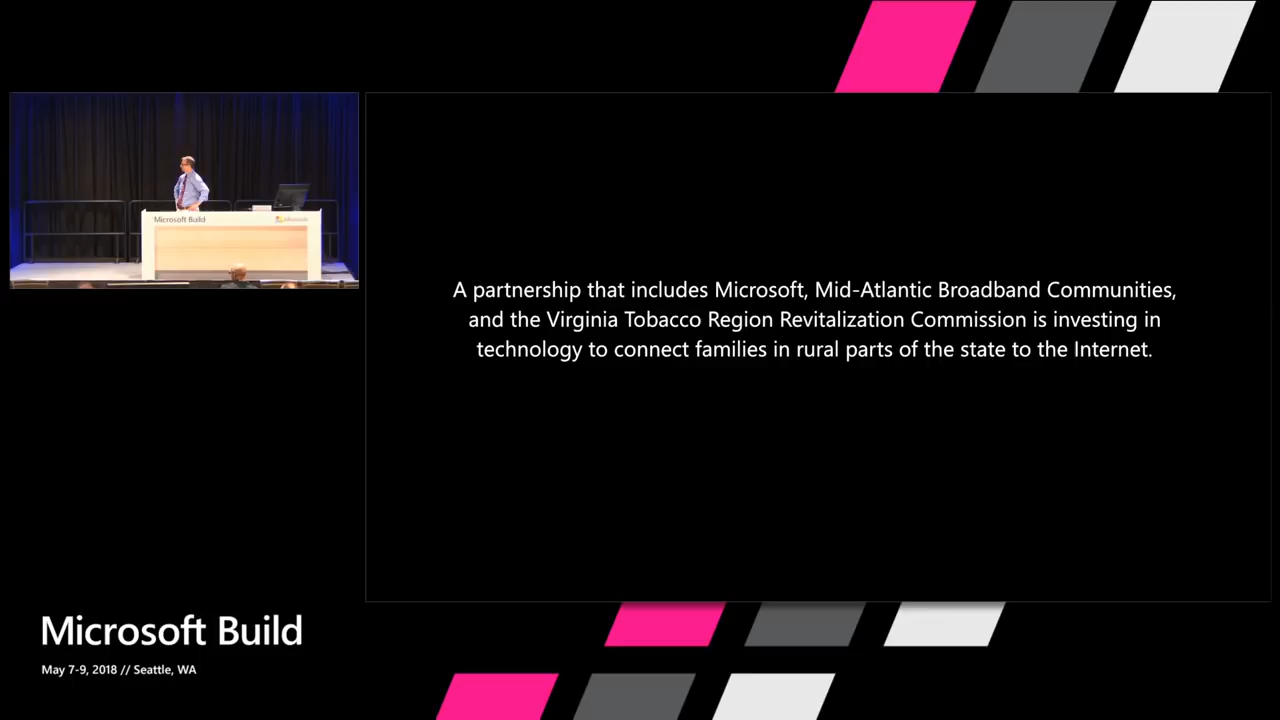 Microsoft Build
A partnership that includes Microsoft, Mid-Atlantic Broadband Communities,
and the Virginia Tobacco Region Revitalization Commission is investing in
technology to connect families in rural parts of the state to the Internet.
Microsoft Build
May 7-9, 2018 // Seattle, WA